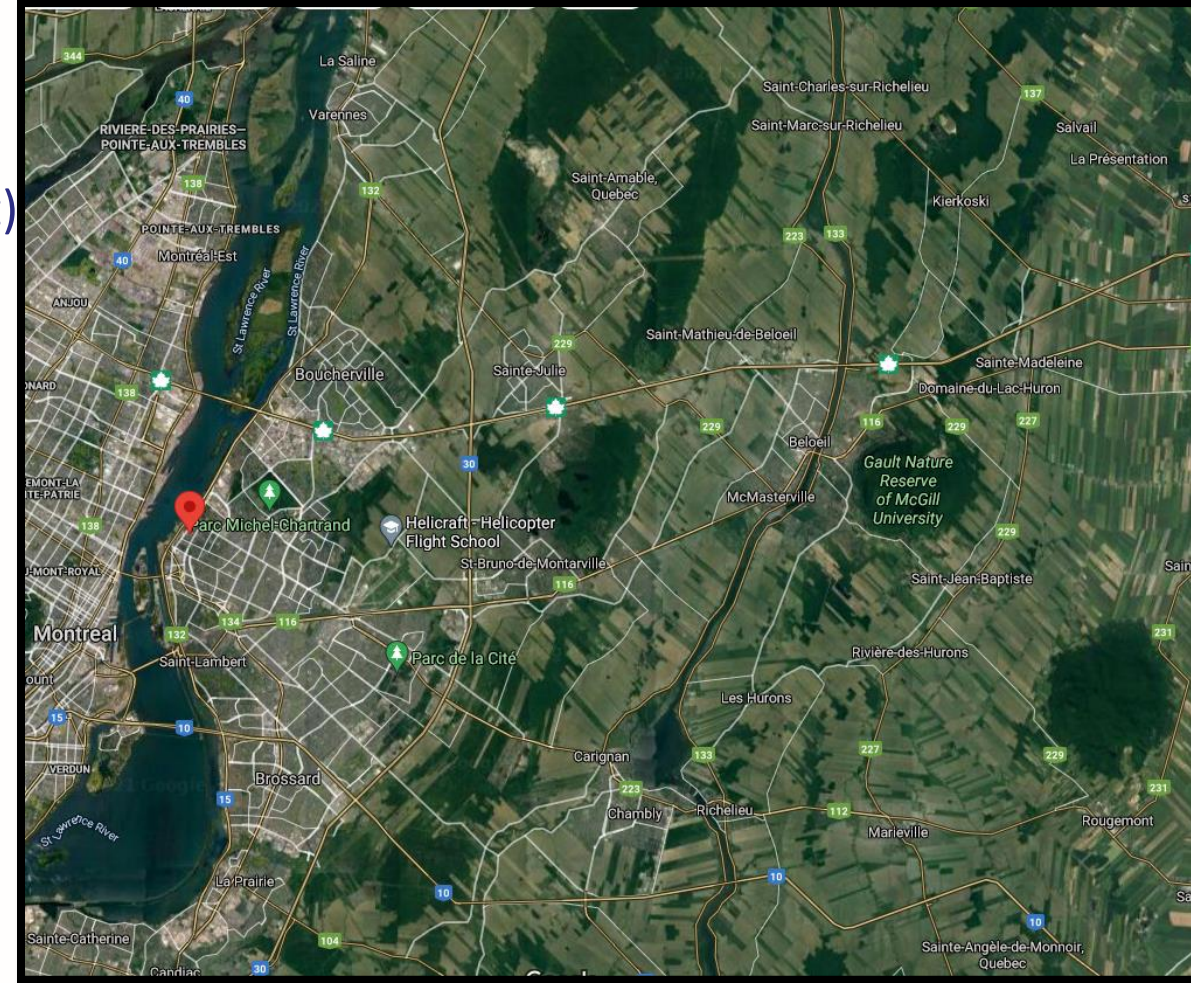 )
344
La Saline
40
Varennes
RIVIERE-DES-PRAIRIES—
POINTE-AUX-TREMBLES
138
132
POINTE-AUX-TREMBLES
Montréal-Est
40
ANJOU
St Lawrence River
St Lawrence River
Saint-Amable,
Quebec
Saint-Charles-sur-Richelieu
Saint-Marc-sur-Richelieu
137
Salvail
La Présentation
Kierkoski
223
133
Saint-Mathieu-de-Beloeil
229
Sainte-Julie
Boucherville
138
Sainte-Madeleine
Domaine-du-Lac-Huron
229
116
229
227
Beloeil
30
Gault Nature
Reserve
of McGill
University
McMasterville
138
Parc Michel-Chartrand
Helicraft - Helicopter
Flight School
St-Bruno-de-Montarville
116
229
Saint-Jean-Baptiste
Montreal
132
134
116
Saint-Lambert
Parc de la Cité
231
Rivière-des-Hurons
Les Hurons
15
10
VERDUN
Brossard
15
Carignan
133
227
229
223
Chambly
Richelieu
112
Marieville
231
Rougemont
St Lawrence River
La Prairie
10
10
10
Sainte-Catherine
104
Candiac
30
Sainte-Angèle-de-Monnoir,
Quebec